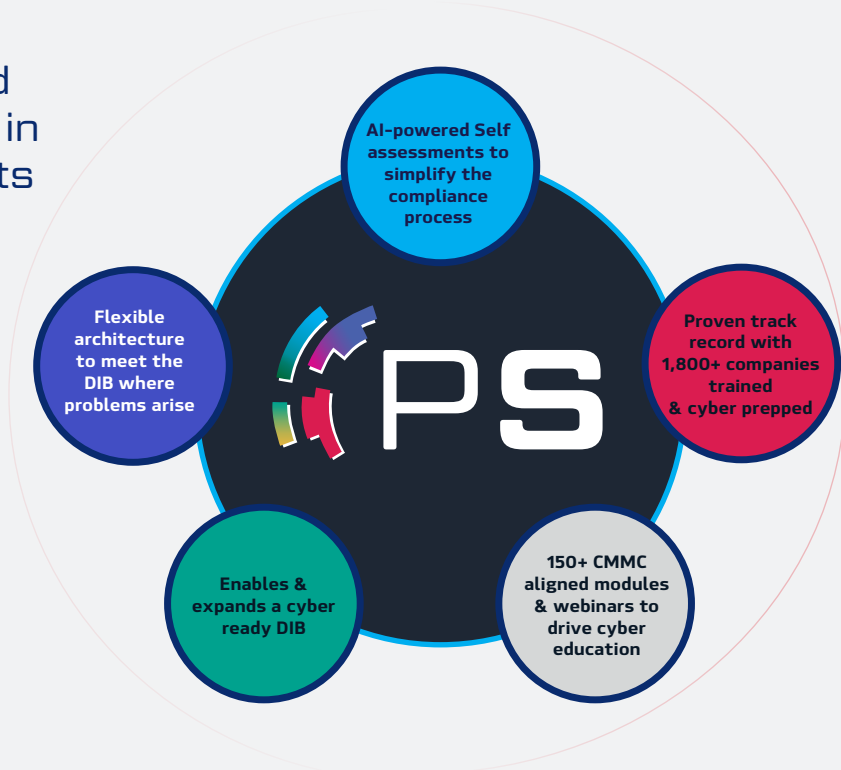 in
AI-powered Self
assessments to
simplify the
compliance
process
Flexible
architecture
to meet the
DIB where
problems arise
Proven track
record with
1,800+ companies
trained
& cyber prepped
PS
Enables &
expands a cyber
ready DIB
150+ CMMC
aligned modules
& webinars to
drive cyber
education